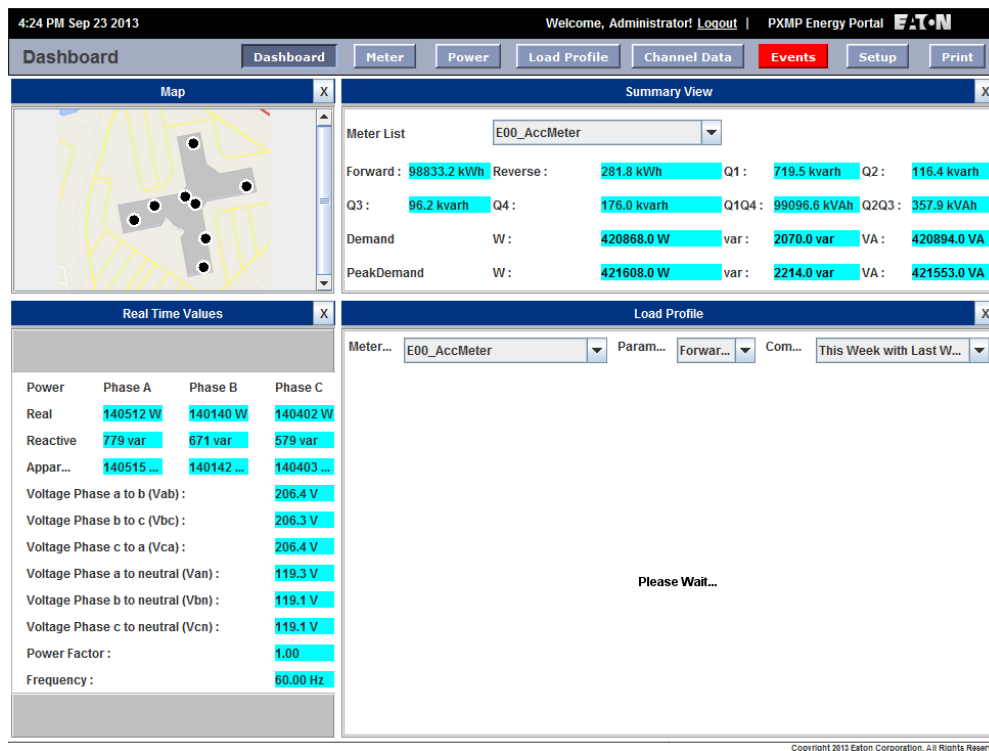 4:24 PM Sep 23 2013 Welcome, Administrator! Logout | PXMP Energy Portal EATON
Dashboard Dashboard Meter Power Load Profile Channel Data Events Setup Print
Map X
Summary View X
Meter List E00_AccMeter
Forward : 98833.2 kWh Reverse : 281.8 kWh Q1 : 719.5 kvarh Q2 : 116.4 kvarh
Q3 : 96.2 kvarh Q4 : 176.0 kvarh Q1Q4 : 99096.6 kVAh Q2Q3 : 357.9 kVAh
Demand W : 420868.0 W var : 2070.0 var VA : 420894.0 VA
PeakDemand W : 421608.0 W var : 2214.0 var VA : 421553.0 VA
Real Time Values X
Power Phase A Phase B Phase C
Real 140512 W 140140 W 140402 W
Reactive 779 var 671 var 579 var
Appar... 140515 ... 140142 ... 140403 ...
Voltage Phase a to b (Vab) : 206.4 V
Voltage Phase b to c (Vbc) : 206.3 V
Voltage Phase c to a (Vca) : 206.4 V
Voltage Phase a to neutral (Van) : 119.3 V
Voltage Phase b to neutral (Vbn) : 119.1 V
Voltage Phase c to neutral (Vcn) : 119.1 V
Power Factor : 1.00
Frequency : 60.00 Hz
Load Profile X
Meter... E00_AccMeter Param... Forwar... Com... This Week with Last W...
Please Wait...
Copyright 2013 Eaton Corporation. All Rights Reser